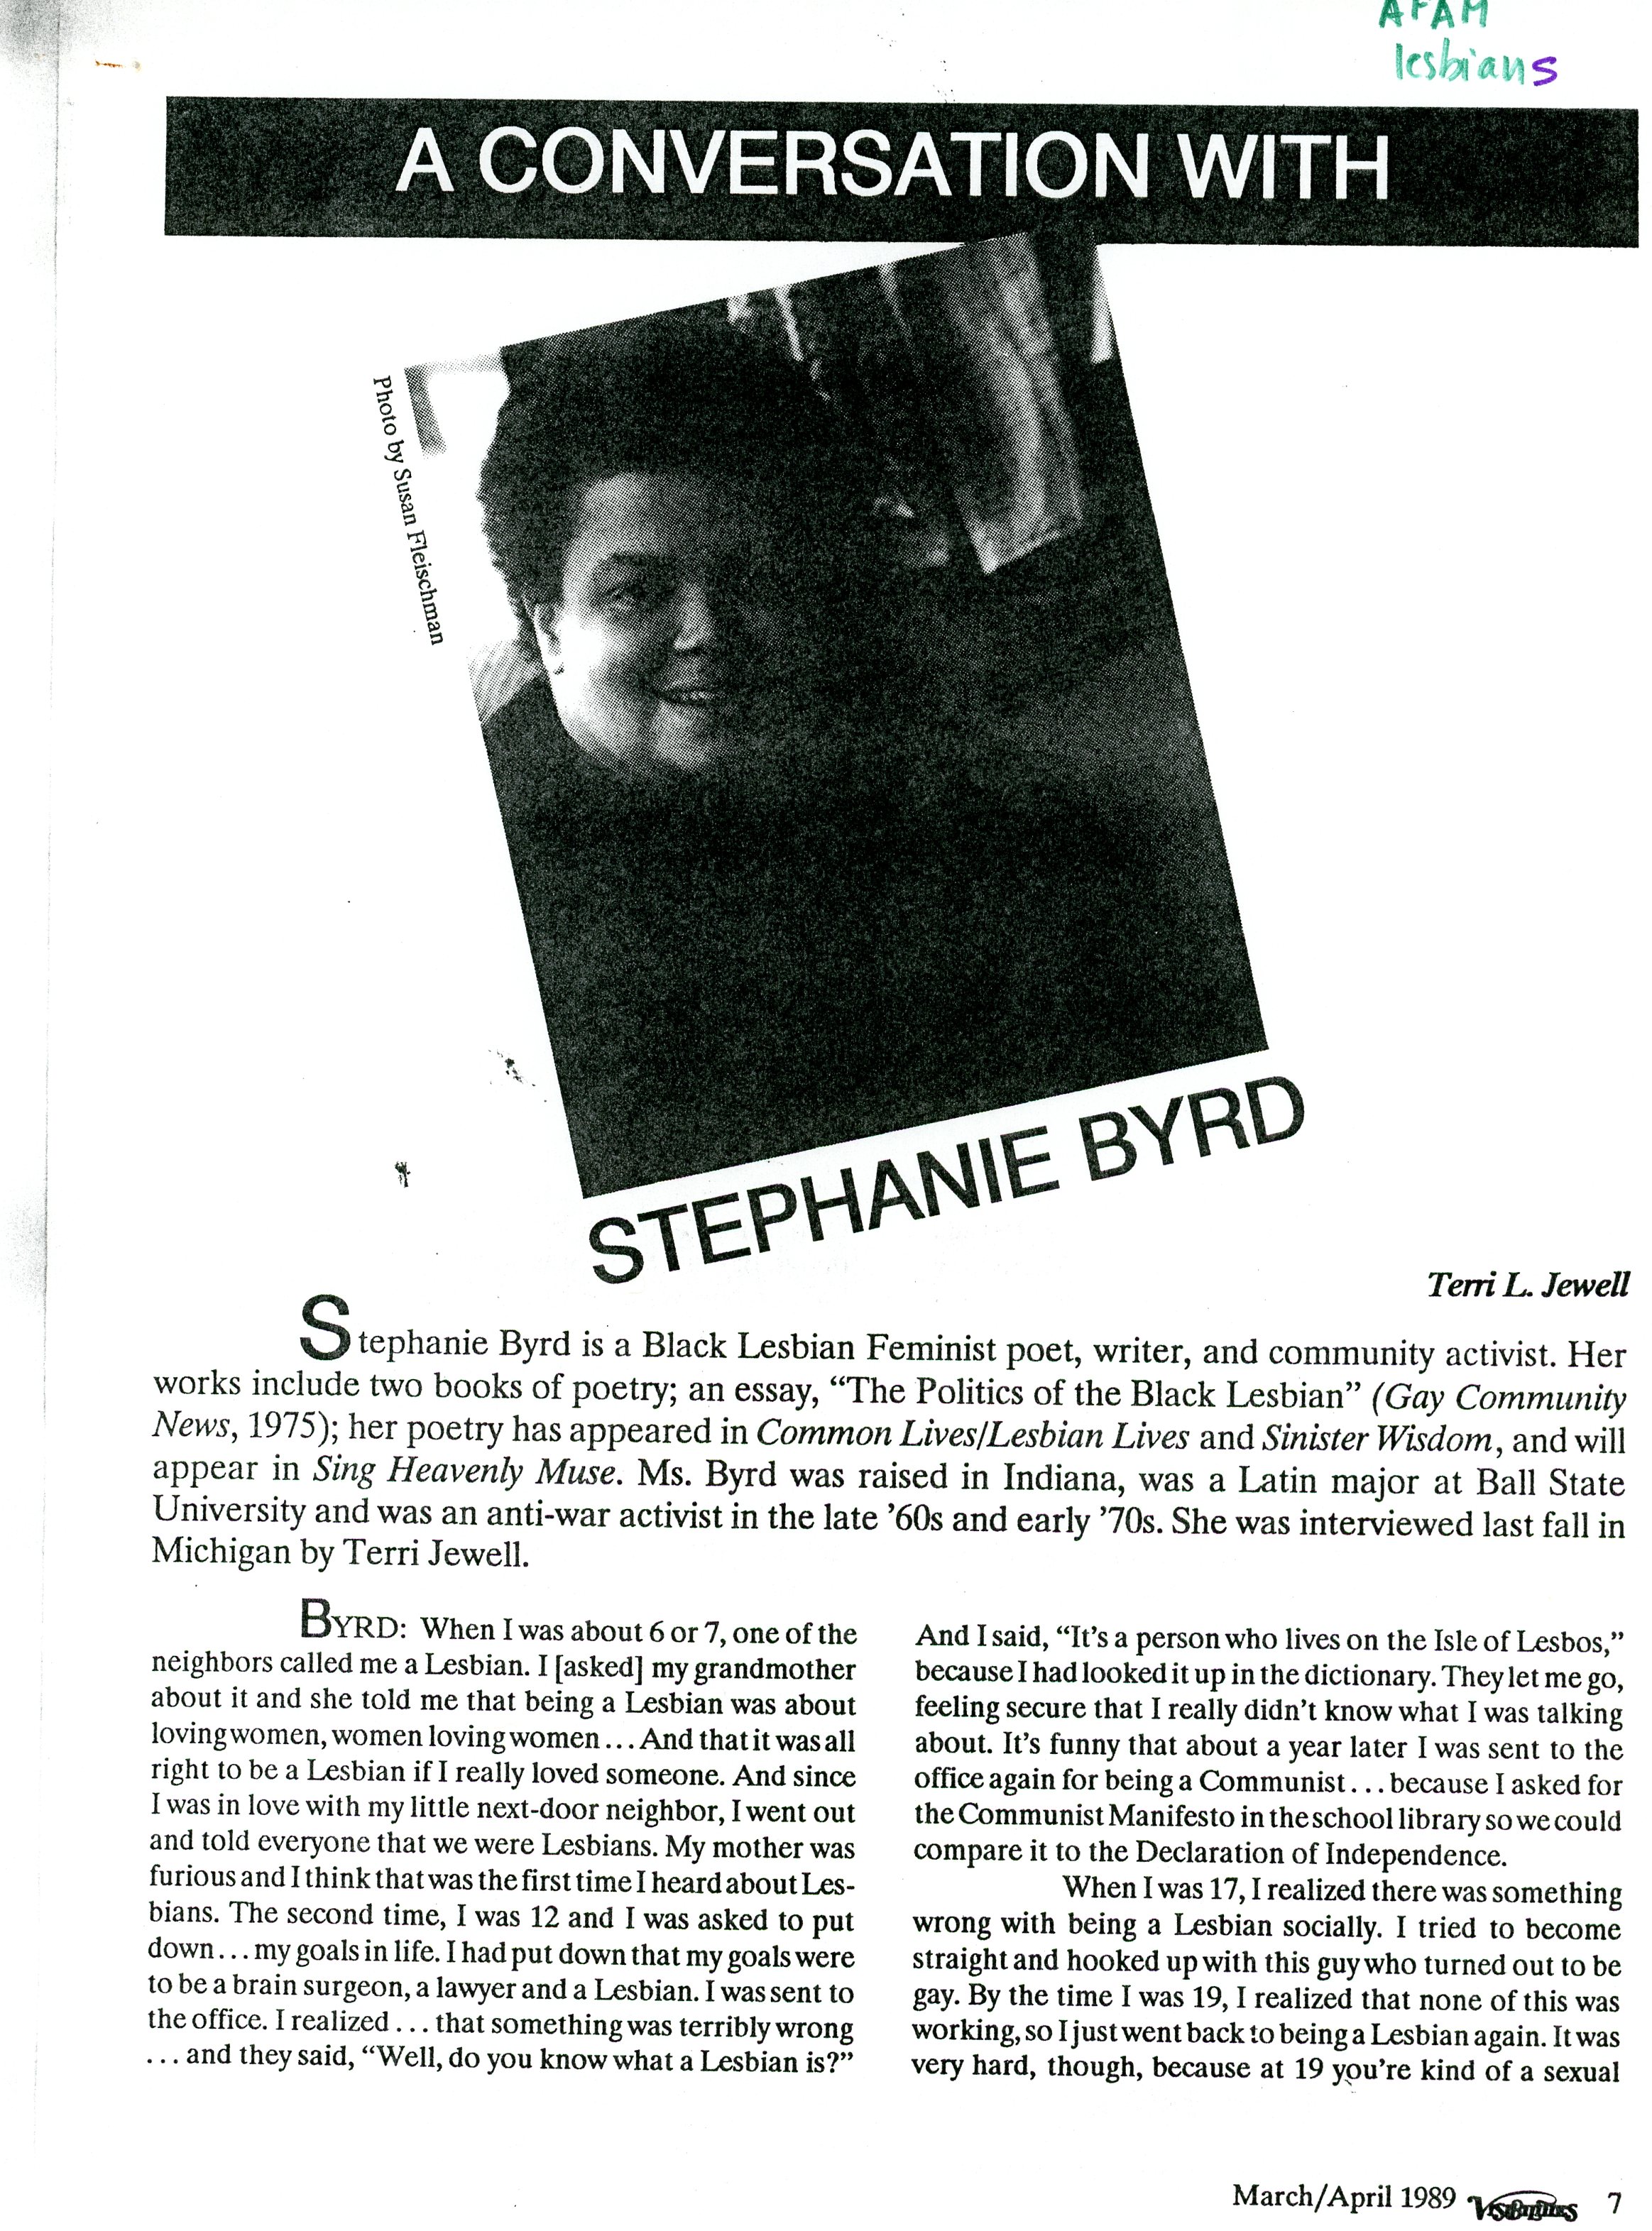 AFAM
lesbians
A CONVERSATION WITH
Photo by Susan Fleischman
STEPHANIE BYRD
Terri L. Jewell
Stephanie Byrd is a Black Lesbian Feminist poet, writer, and community activist. Her
works include two books of poetry; an essay, “The Politics of the Black Lesbian” (Gay Community
News, 1975); her poetry has appeared in Common Lives/Lesbian Lives and Sinister Wisdom, and will
appear in Sing Heavenly Muse. Ms. Byrd was raised in Indiana, was a Latin major at Ball State
University and was an anti-war activist in the late ’60s and early ’70s. She was interviewed last fall in
Michigan by Terri Jewell.
BYRD: When I was about 6 or 7, one of the
neighbors called me a Lesbian. I [asked] my grandmother
about it and she told me that being a Lesbian was about
loving women, women loving women ... And that it was all
right to be a Lesbian if I really loved someone. And since
I was in love with my little next-door neighbor, I went out
and told everyone that we were Lesbians. My mother was
furious and I think that was the first time I heard about Les-
bians. The second time, I was 12 and I was asked to put
down ... my goals in life. I had put down that my goals were
to be a brain surgeon, a lawyer and a Lesbian. I was sent to
the office. I realized ... that something was terribly wrong
... and they said, “Well, do you know what a Lesbian is?”
And I said, “It’s a person who lives on the Isle of Lesbos,”
because I had looked it up in the dictionary. They let me go,
feeling secure that I really didn’t know what I was talking
about. It’s funny that about a year later I was sent to the
office again for being a Communist ... because I asked for
the Communist Manifesto in the school library so we could
compare it to the Declaration of Independence.
When I was 17, I realized there was something
wrong with being a Lesbian socially. I tried to become
straight and hooked up with this guy who turned out to be
gay. By the time I was 19, I realized that none of this was
working, so I just went back to being a Lesbian again. It was
very hard, though, because at 19 you’re kind of a sexual
March/April 1989 7